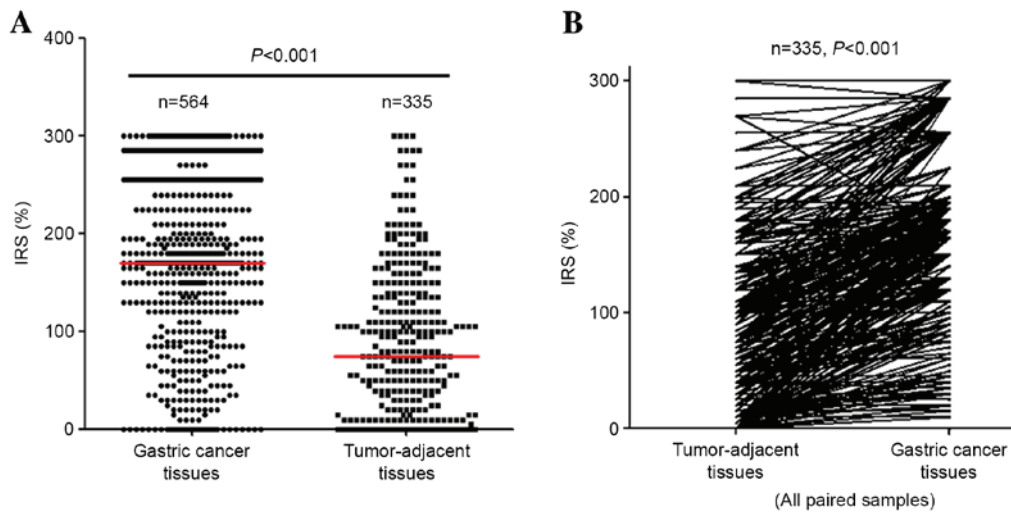 A
P<0.001
n=564
n=335
IRS (%)
400
300
200
100
0
Gastric cancer
tissues
Tumor-adjacent
tissues
B
n=335, P<0.001
IRS (%)
300
200
100
0
Tumor-adjacent
tissues
Gastric cancer
tissues
(All paired samples)